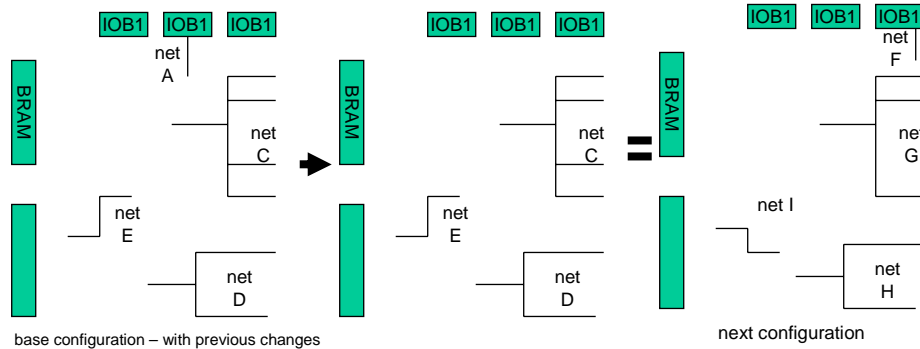 IOB1 IOB1 IOB1
net
A
BRAM
net
C
net
E
net
D
base configuration – with previous changes
IOB1 IOB1 IOB1
BRAM
net
C
net
E
net
D
IOB1 IOB1 IOB1
net
F
BRAM
net
G
net I
net
H
next configuration